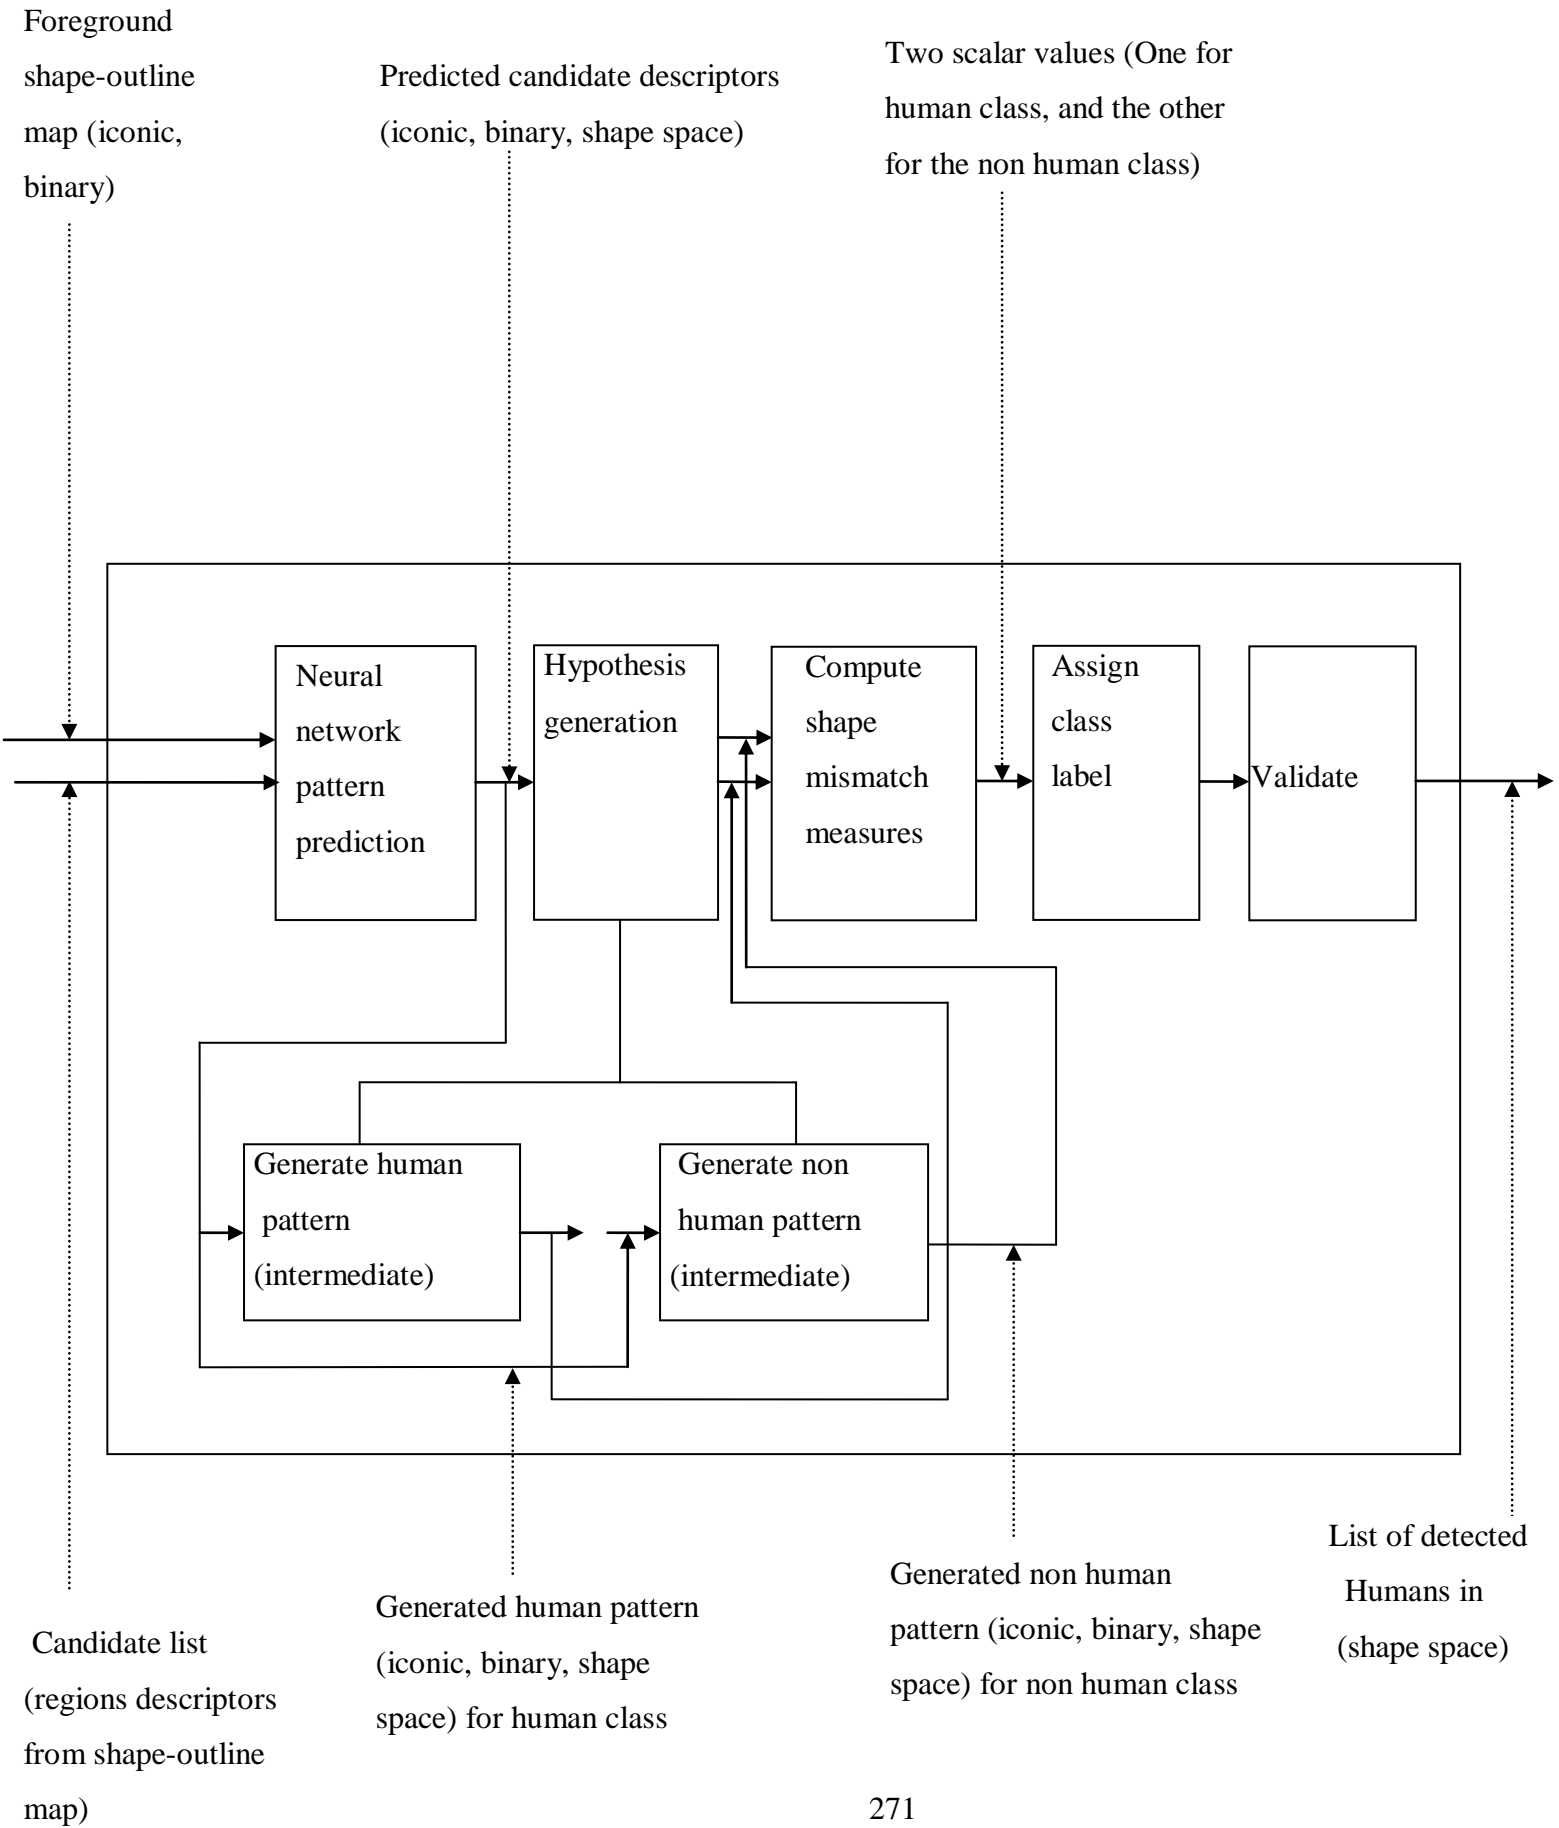 Foreground
shape-outline
map (iconic,
binary)
Predicted candidate descriptors
(iconic, binary, shape space)
Two scalar values (One for
human class, and the other
for the non human class)
Neural
network
pattern
prediction
Hypothesis
generation
Compute
shape
mismatch
measures
Assign
class
label
Validate
Generate human
pattern
(intermediate)
Generate non
human pattern
(intermediate)
Candidate list
(regions descriptors
from shape-outline
map)
Generated human pattern
(iconic, binary, shape
space) for human class
Generated non human
pattern (iconic, binary, shape
space) for non human class
List of detected
Humans in
(shape space)
271